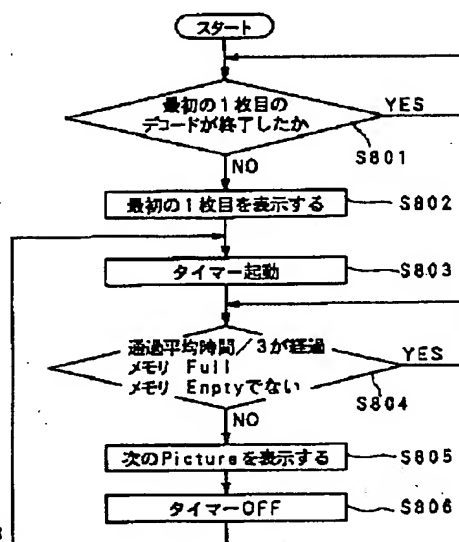 スタート
最初の1枚目の
デコードが終了したか
YES
S801
NO
最初の1枚目を表示する
S802
タイマー起動
S803
通過平均時間/3が経過
メモリ Full
メモリ Emptyでない
YES
S804
NO
次のPictureを表示する
S805
タイマーOFF
S806